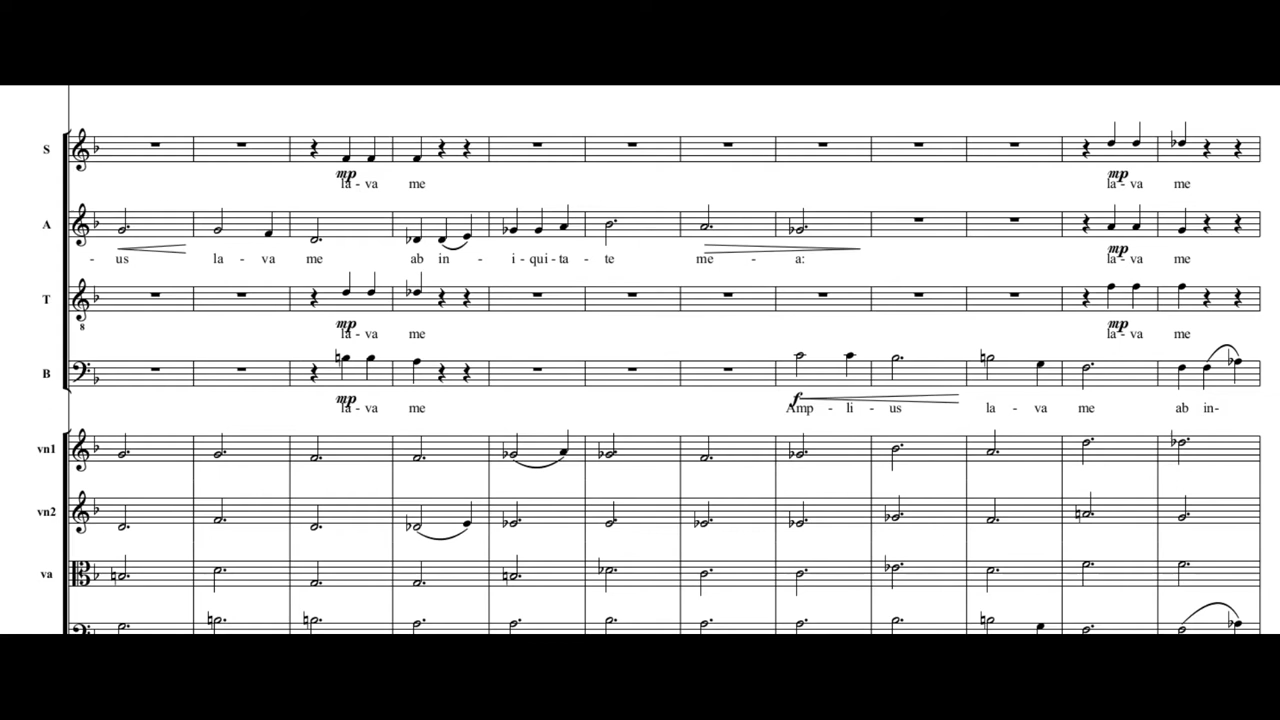 S
mp mp
la - va me la - va me
A
mp
- us la - va me ab in - i - qui - ta - te me - a: la - va me
T
8
mp mp
la - va me la - va me
B
mp f
la - va me Amp - li - us la - va me ab in-
vn1
vn2
va